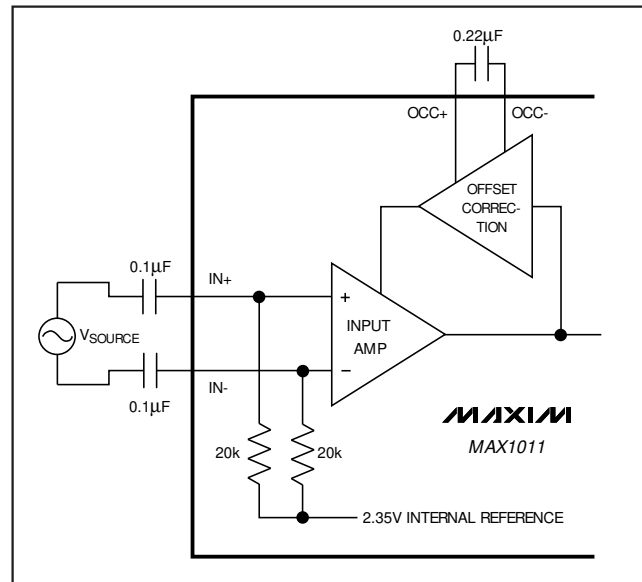 0.22µF
OCC+
OCC-
OFFSET
CORREC-
TION
0.1µF
IN+
+
INPUT
AMP
−
VSOURCE
IN-
0.1µF
20k
20k
MAXIM
MAX1011
2.35V INTERNAL REFERENCE